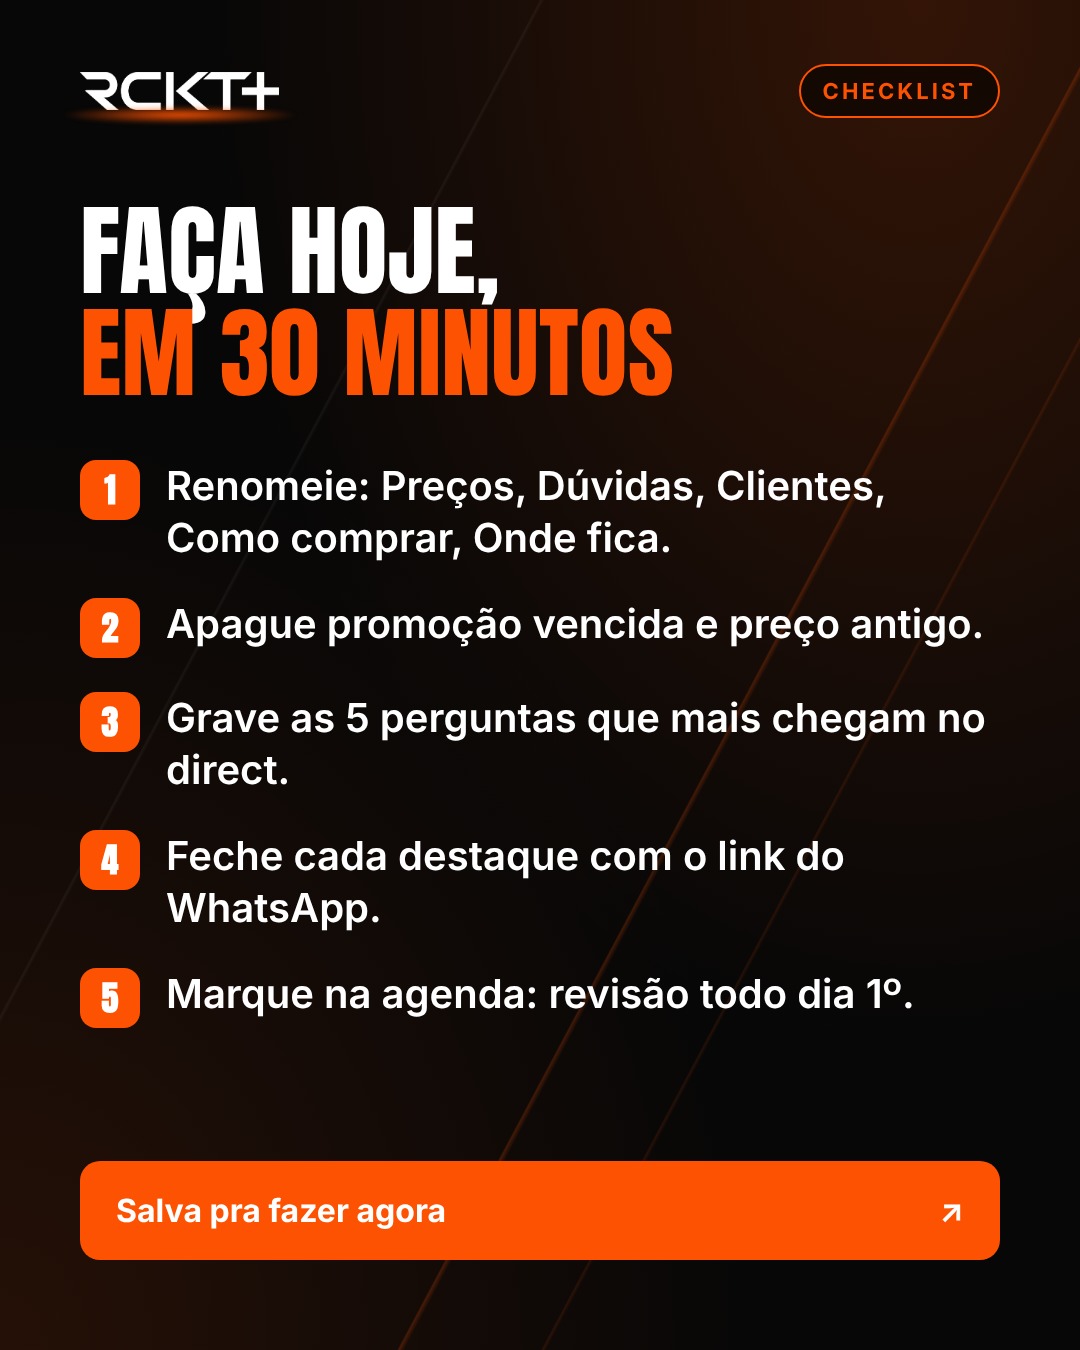 RCKT+
CHECKLIST
FAÇA HOJE,
EM 30 MINUTOS
1 Renomeie: Preços, Dúvidas, Clientes,
Como comprar, Onde fica.
2 Apague promoção vencida e preço antigo.
3 Grave as 5 perguntas que mais chegam no
direct.
4 Feche cada destaque com o link do
WhatsApp.
5 Marque na agenda: revisão todo dia 1º.
Salva pra fazer agora